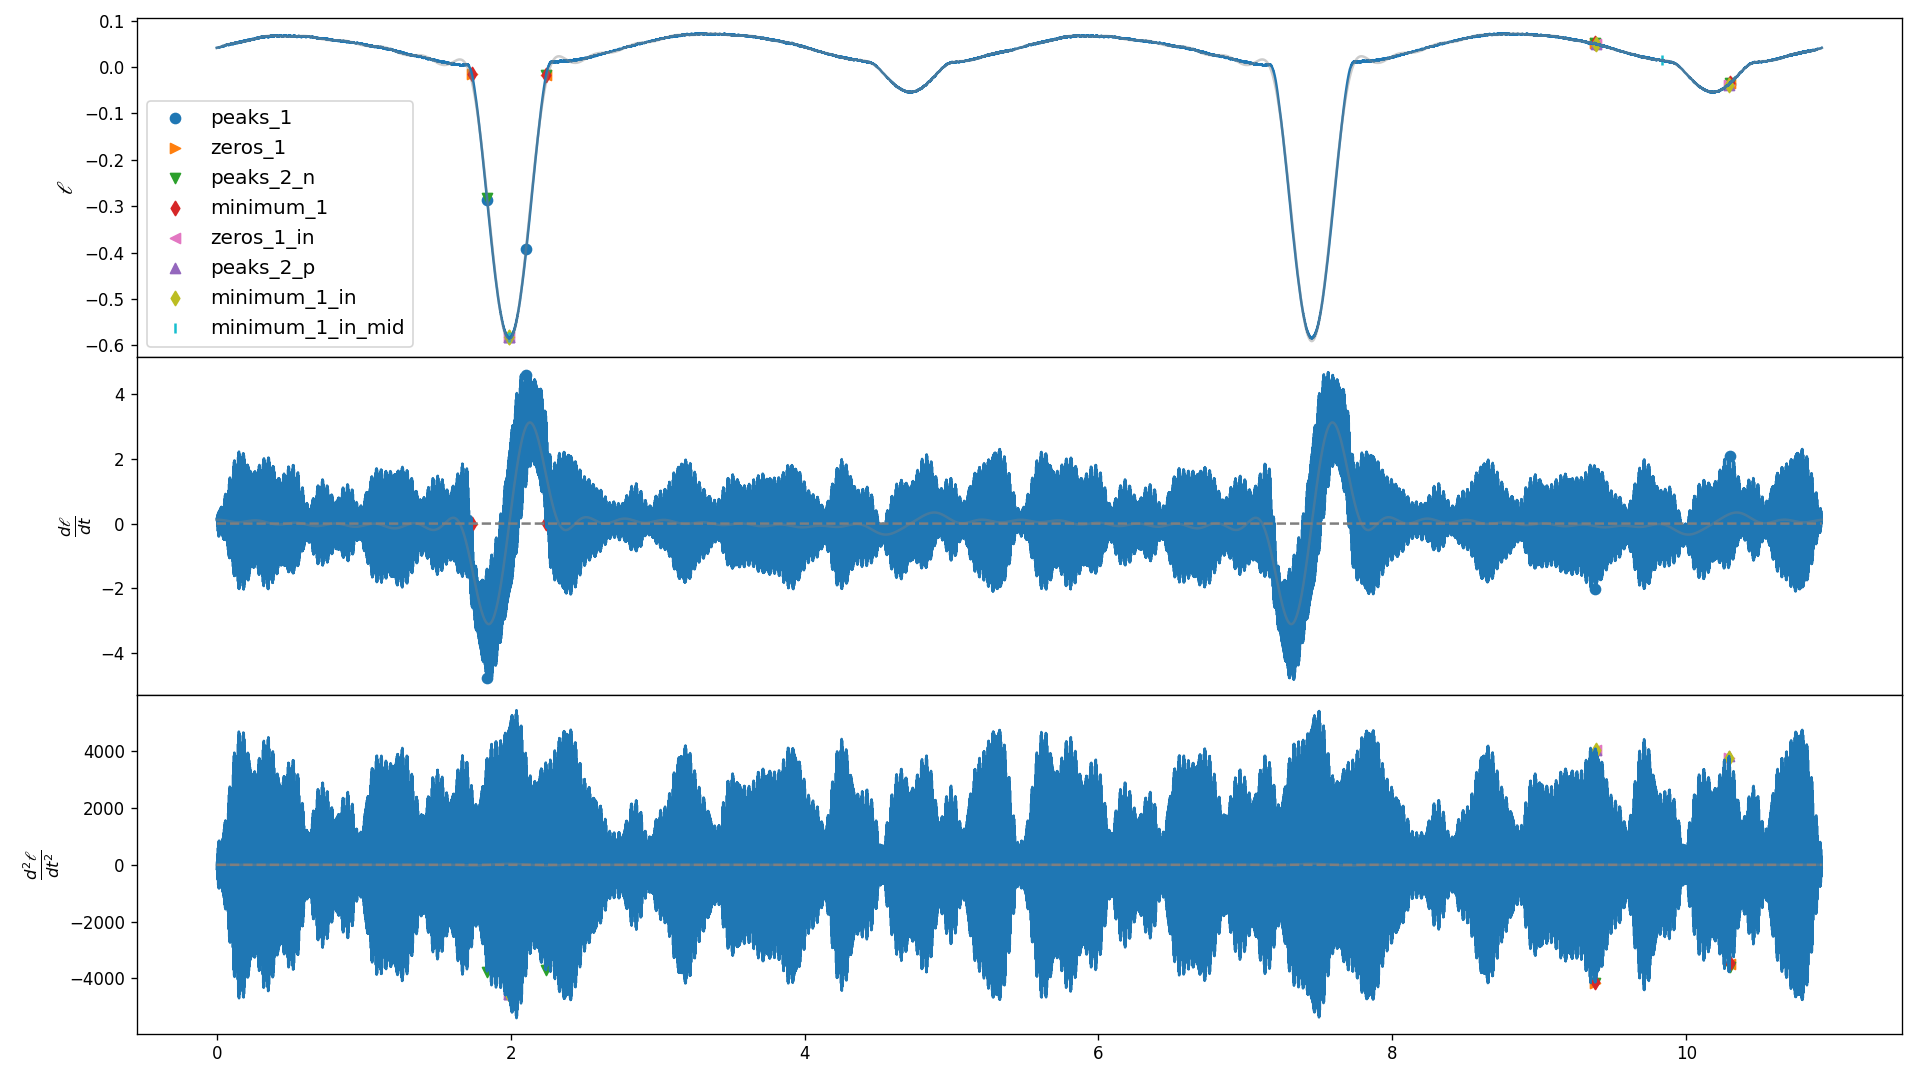 0.1
0.0
−0.1
−0.2
−0.3
−0.4
−0.5
−0.6
ℓ
peaks_1
zeros_1
peaks_2_n
minimum_1
zeros_1_in
peaks_2_p
minimum_1_in
minimum_1_in_mid
4
2
0
−2
−4
dℓ
dt
4000
2000
0
−2000
−4000
d²ℓ
dt²
0 2 4 6 8 10